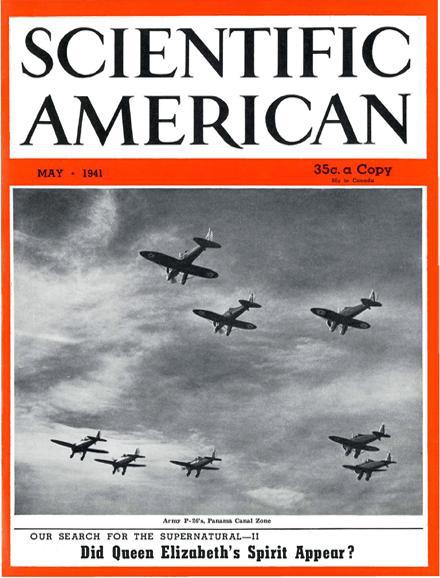 SCIENTIFIC
AMERICAN
MAY • 1941
35c. a Copy
Army P-26's, Panama Canal Zone
OUR SEARCH FOR THE SUPERNATURAL—II
Did Queen Elizabeth's Spirit Appear?